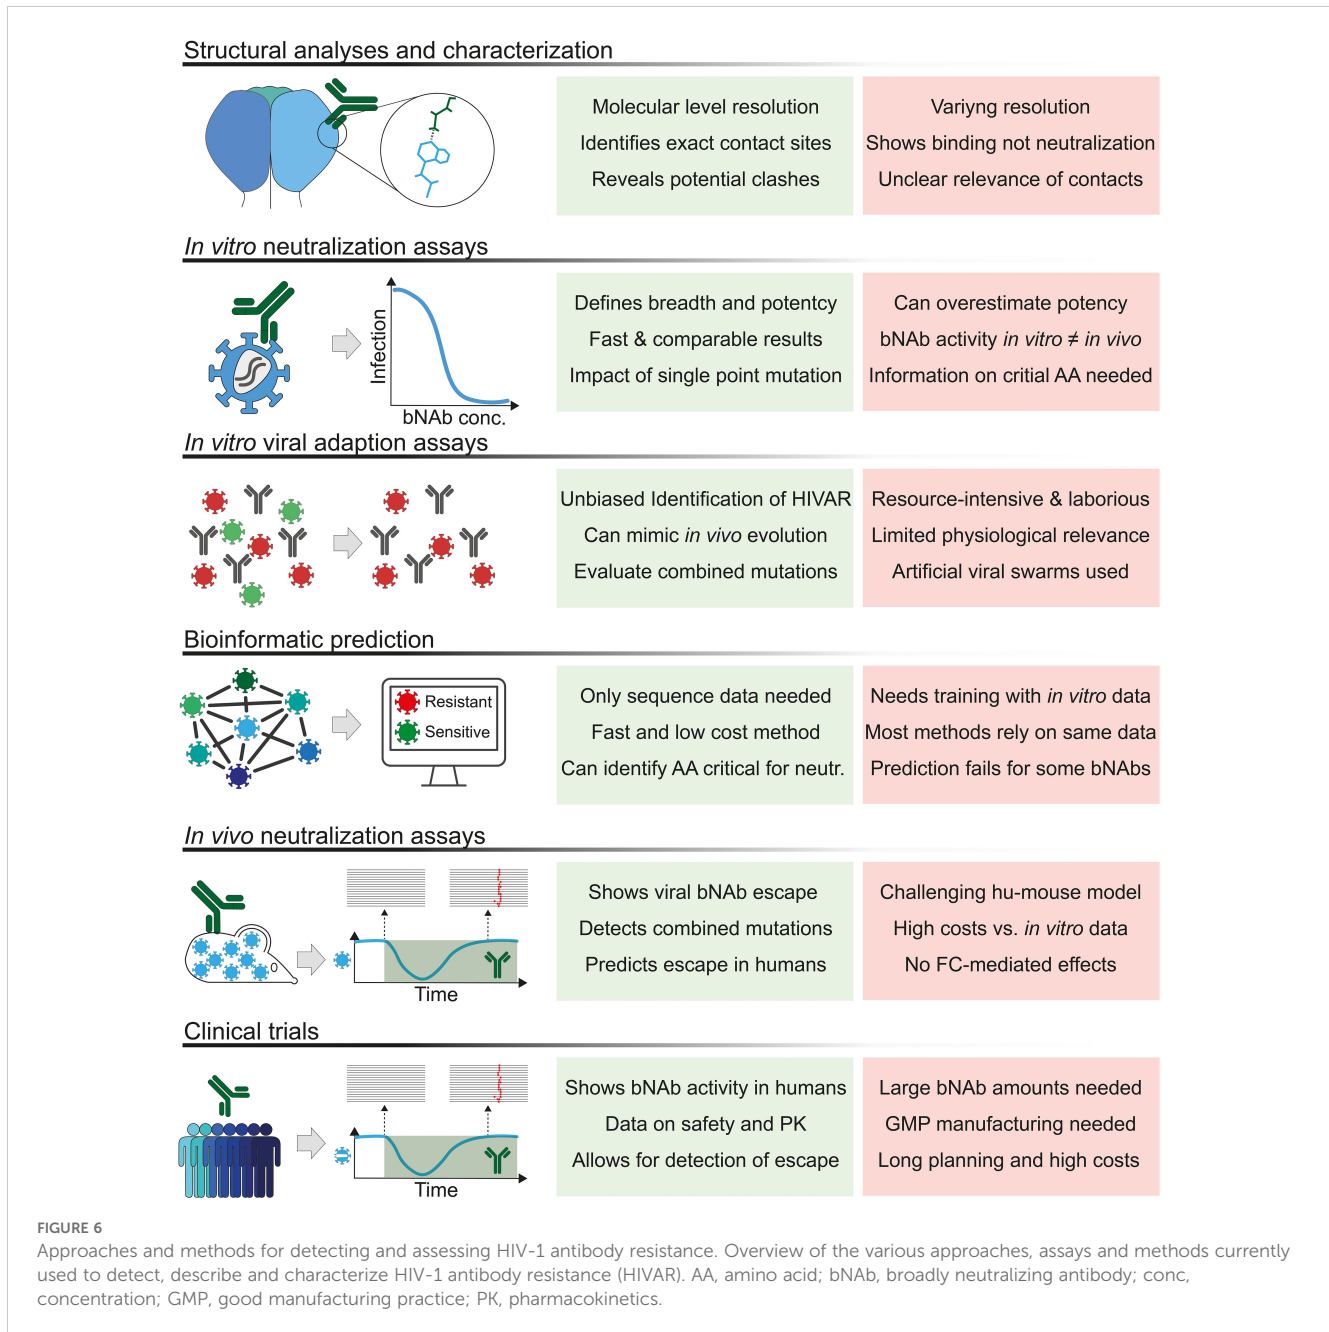 Structural analyses and characterization
Molecular level resolution
Identifies exact contact sites
Reveals potential clashes
Variyng resolution
Shows binding not neutralization
Unclear relevance of contacts
In vitro neutralization assays
Infection
bNAb conc.
Defines breadth and potentcy
Fast & comparable results
Impact of single point mutation
Can overestimate potency
bNAb activity in vitro ≠ in vivo
Information on critial AA needed
In vitro viral adaption assays
Unbiased Identification of HIVAR
Can mimic in vivo evolution
Evaluate combined mutations
Resource-intensive & laborious
Limited physiological relevance
Artificial viral swarms used
Bioinformatic prediction
Resistant
Sensitive
Only sequence data needed
Fast and low cost method
Can identify AA critical for neutr.
Needs training with in vitro data
Most methods rely on same data
Prediction fails for some bNAbs
In vivo neutralization assays
Time
Shows viral bNAb escape
Detects combined mutations
Predicts escape in humans
Challenging hu-mouse model
High costs vs. in vitro data
No FC-mediated effects
Clinical trials
Time
Shows bNAb activity in humans
Data on safety and PK
Allows for detection of escape
Large bNAb amounts needed
GMP manufacturing needed
Long planning and high costs
FIGURE 6
Approaches and methods for detecting and assessing HIV-1 antibody resistance. Overview of the various approaches, assays and methods currently
used to detect, describe and characterize HIV-1 antibody resistance (HIVAR). AA, amino acid; bNAb, broadly neutralizing antibody; conc,
concentration; GMP, good manufacturing practice; PK, pharmacokinetics.